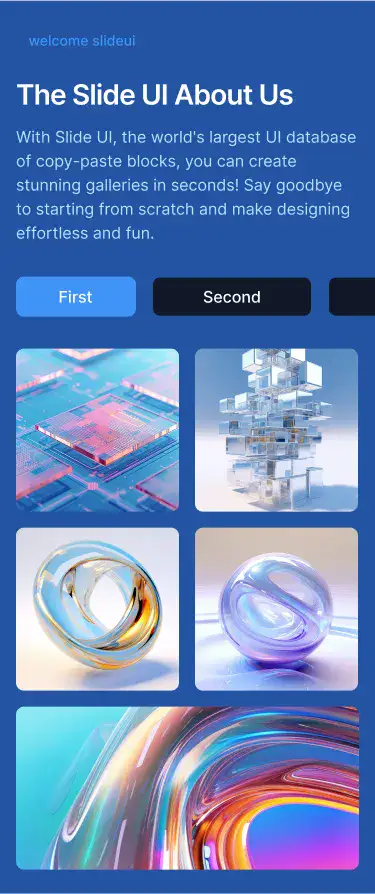 welcome slideui
The Slide UI About Us
With Slide UI, the world's largest UI database
of copy-paste blocks, you can create
stunning galleries in seconds! Say goodbye
to starting from scratch and make designing
effortless and fun.
First
Second